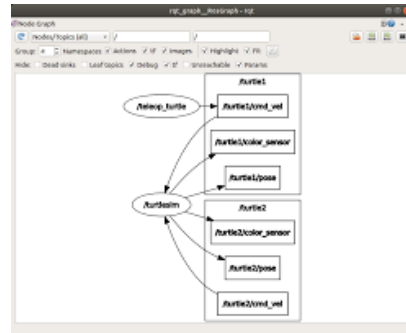 rqt_graph__RosGraph - rqt
Node Graph
Nodes/Topics (all) / /
Group: 4 Namespaces Actions tf Images Highlight Fit
Hide: Dead sinks Leaf topics Debug tf Unreachable Params
/turtle1
/teleop_turtle /turtle1/cmd_vel
/turtle1/color_sensor
/turtle1/pose
/turtlesim
/turtle2
/turtle2/color_sensor
/turtle2/pose
/turtle2/cmd_vel